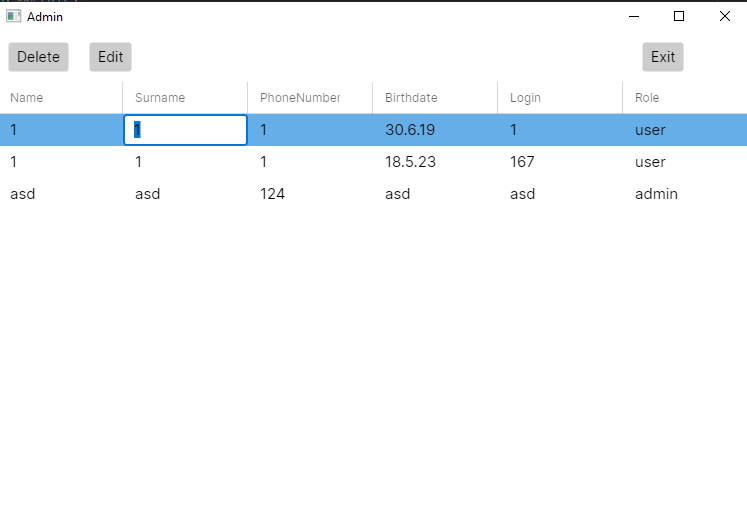 Admin
Delete Edit Exit
Name Surname PhoneNumber Birthdate Login Role
1 1 1 30.6.19 1 user
1 1 1 18.5.23 167 user
asd asd 124 asd asd admin